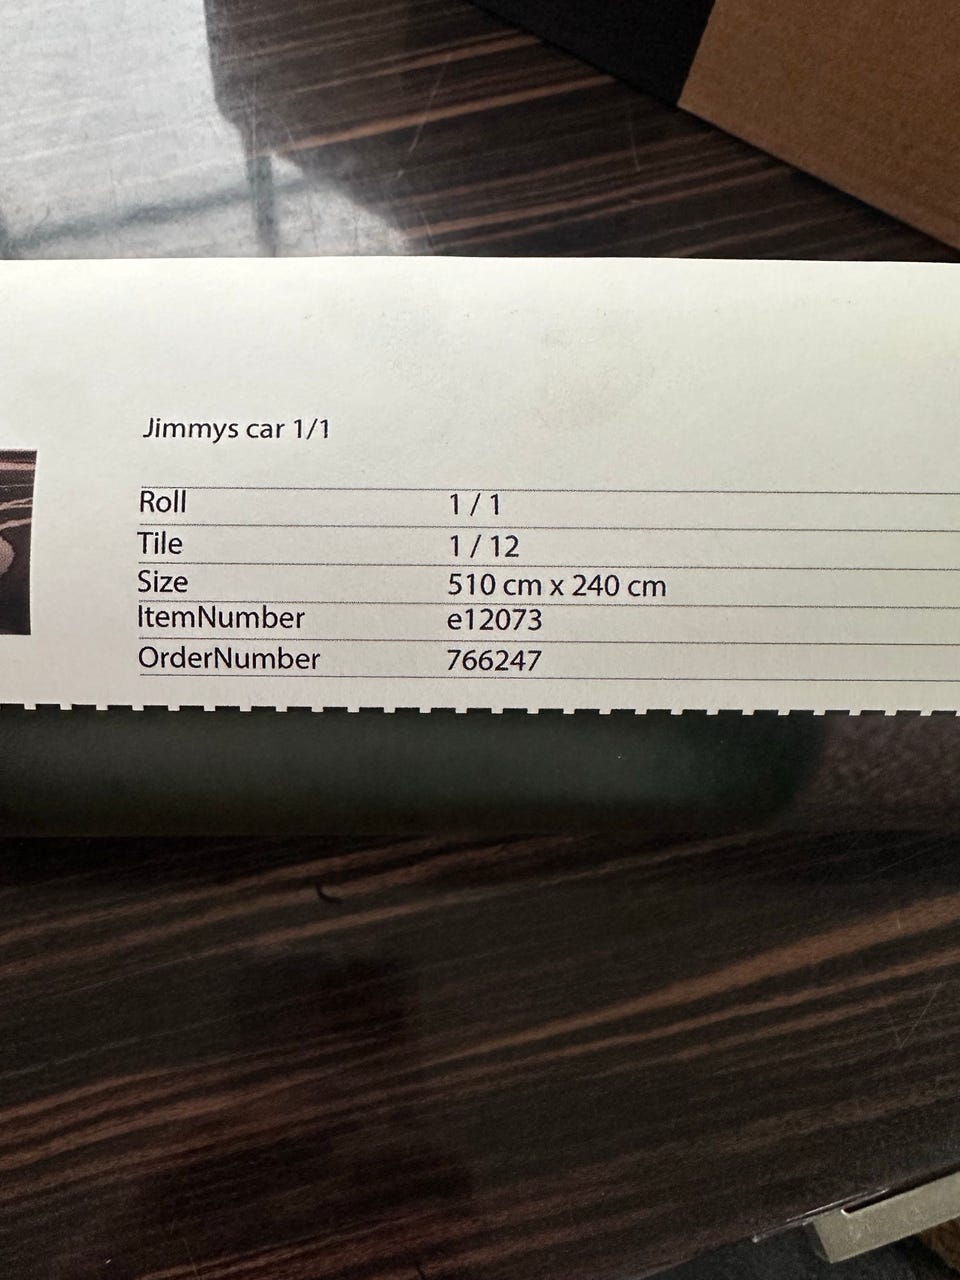 Jimmys car 1/1
Roll 1 / 1
Tile 1 / 12
Size 510 cm x 240 cm
ItemNumber e12073
OrderNumber 766247